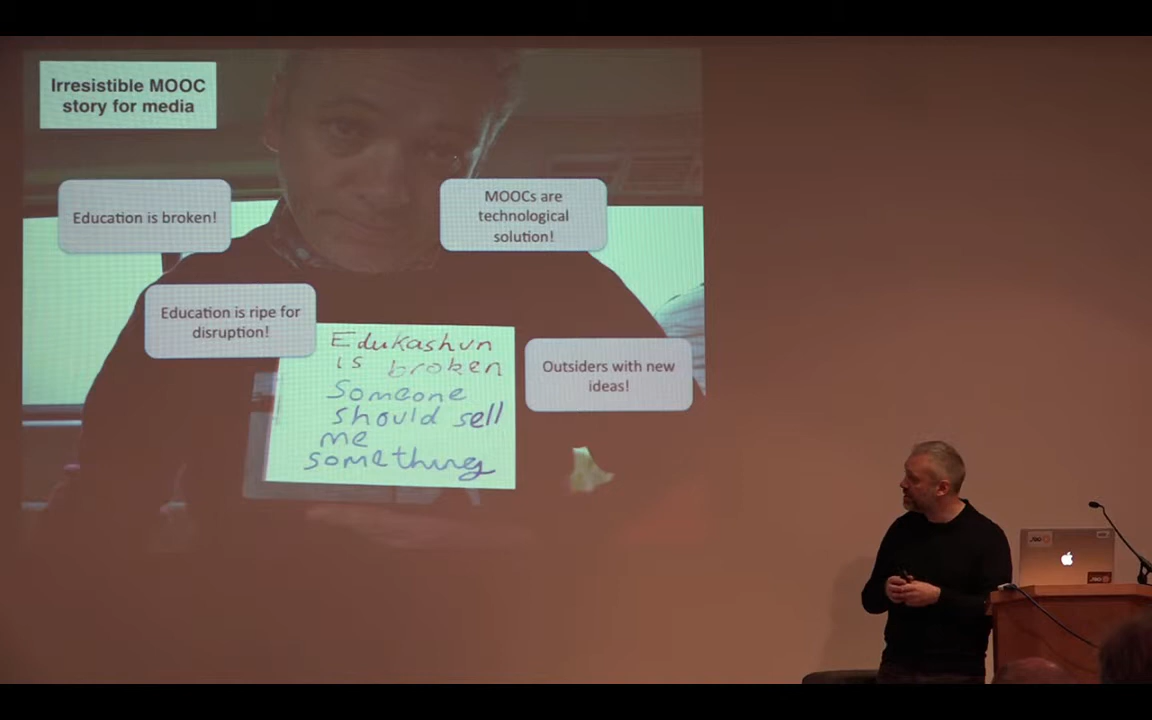 Irresistible MOOC
story for media
Education is broken!
MOOCs are
technological
solution!
Education is ripe for
disruption!
Edukashun
is broken
Someone
should sell
me
something
Outsiders with new
ideas!